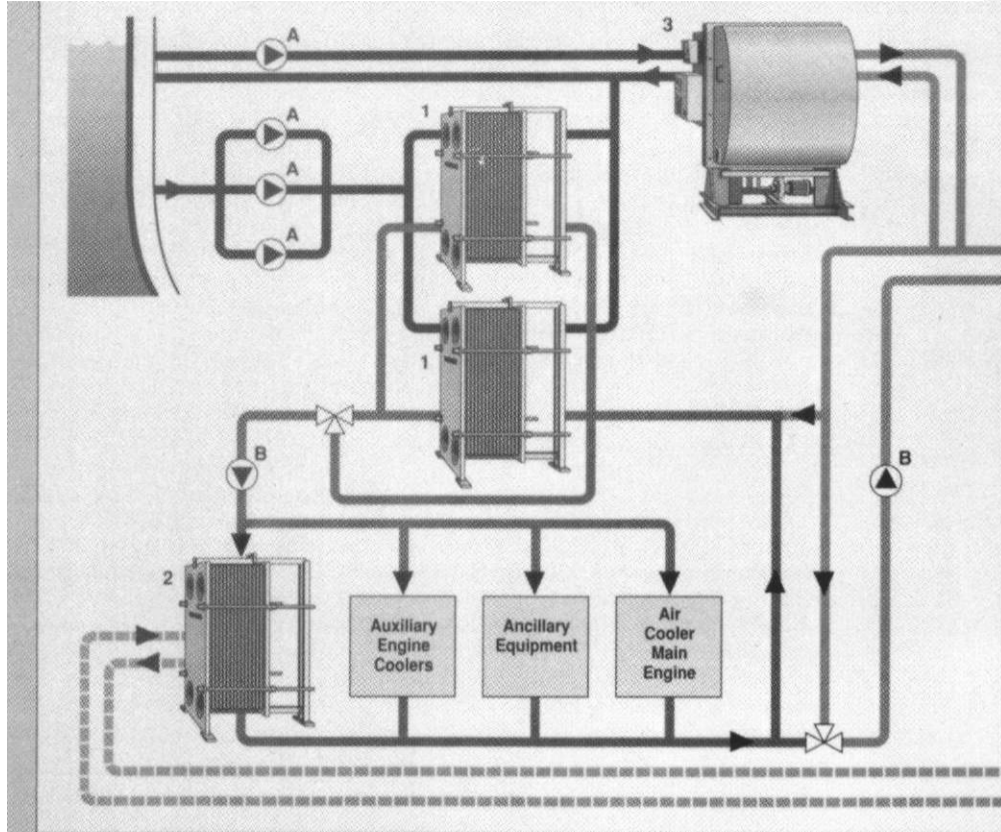 A
3
A
1
A
A
1
B
B
2
Auxiliary
Engine
Coolers
Ancillary
Equipment
Air
Cooler
Main
Engine